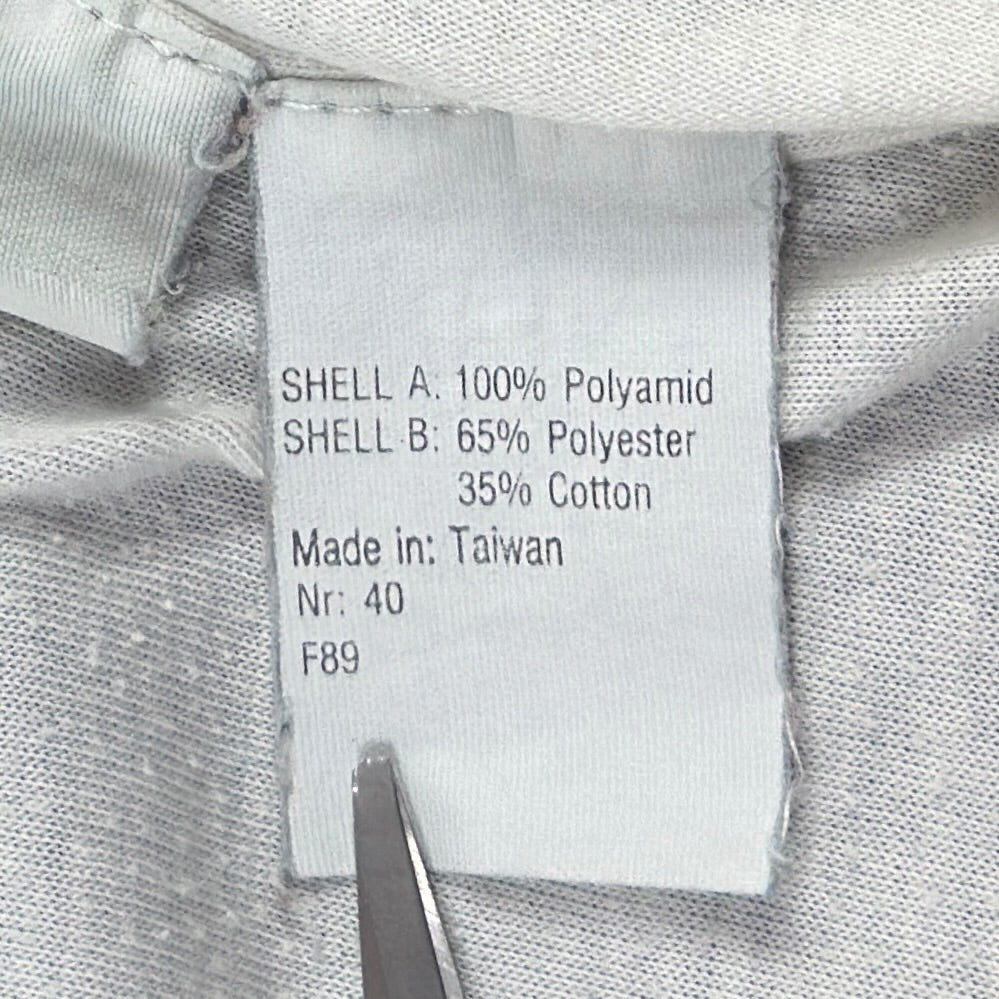 SHELL A: 100% Polyamid
SHELL B: 65% Polyester
35% Cotton
Made in: Taiwan
Nr: 40
F89